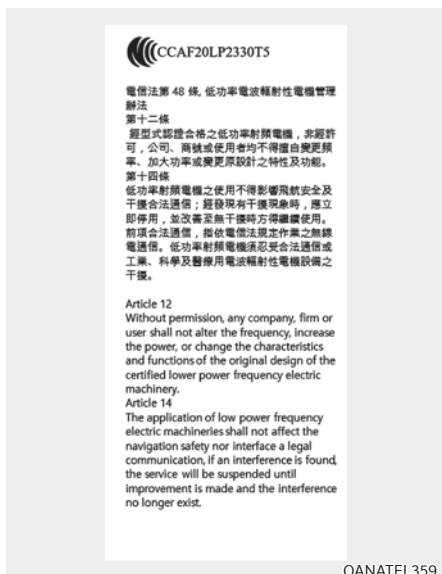 CCAF20LP2330T5
電信法第 48 條, 低功率電波輻射性電機管理
辦法
第十二條
經型式認證合格之低功率射頻電機，非經許
可，公司、商號或使用者均不得擅自變更頻
率、加大功率或變更原設計之特性及功能。
第十四條
低功率射頻電機之使用不得影響飛航安全及
干擾合法通信；經發現有干擾現象時，應立
即停用，並改善至無干擾時方得繼續使用。
前項合法通信，指依電信法規定作業之無線
電通信。低功率射頻電機須忍受合法通信或
工業、科學及醫療用電波輻射性電機設備之
干擾。
Article 12
Without permission, any company, firm or
user shall not alter the frequency, increase
the power, or change the characteristics
and functions of the original design of the
certified lower power frequency electric
machinery.
Article 14
The application of low power frequency
electric machineries shall not affect the
navigation safety nor interface a legal
communication, if an interference is found,
the service will be suspended until
improvement is made and the interference
no longer exist.
OANATEL359